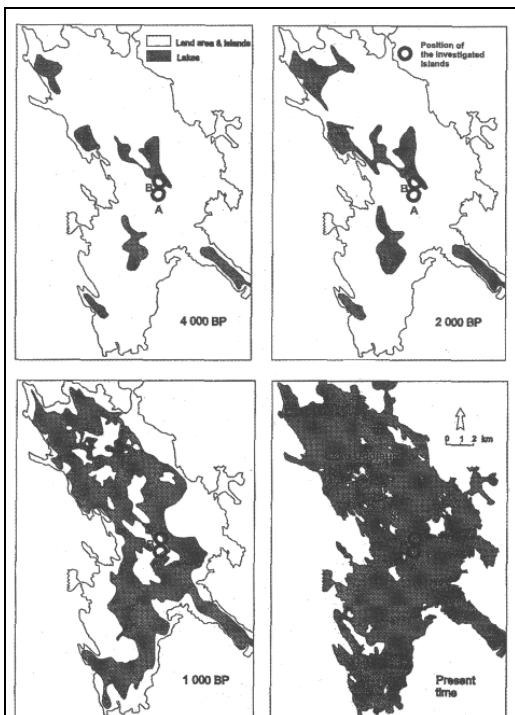 Land area & Islands
Lakes
B
A
4 000 BP
Position of
the investigated
islands
B
A
2 000 BP
1 000 BP
0 1 2 km
Present
time